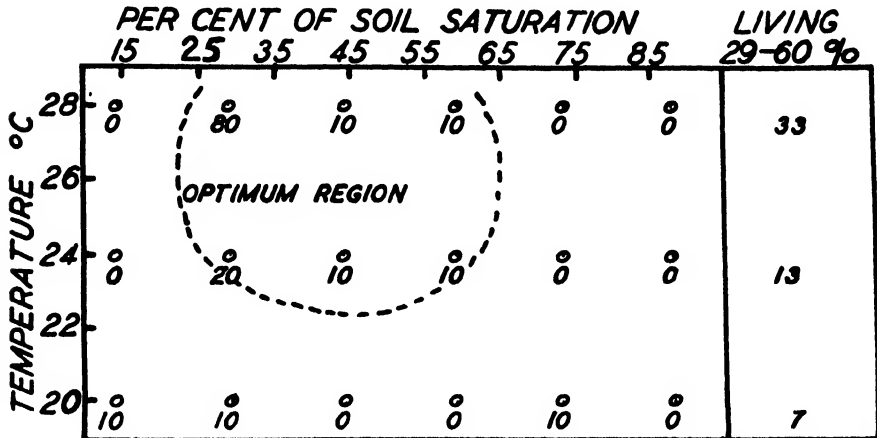 PER CENT OF SOIL SATURATION LIVING
15 25 35 45 55 65 75 85 29-60 %
TEMPERATURE °C
28 0 80 10 10 0 0 33
26 OPTIMUM REGION
24 0 20 10 10 0 0 13
22
20 10 10 0 0 10 0 7